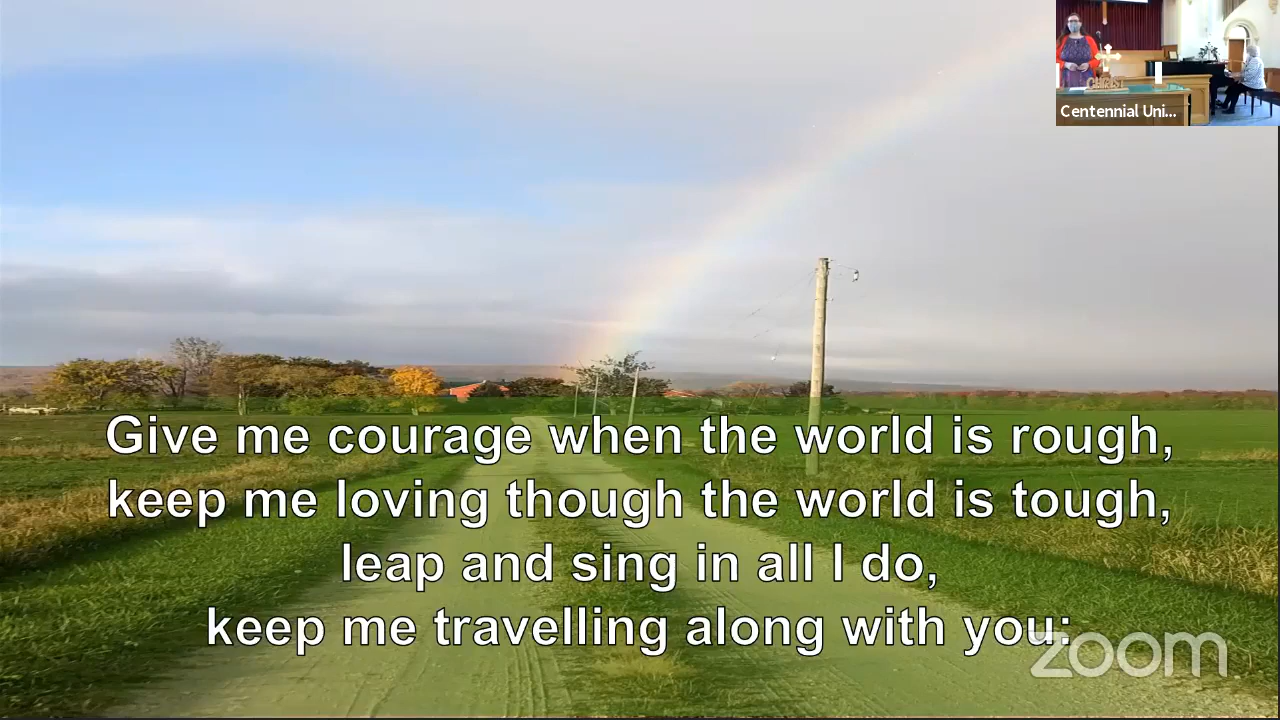 Centennial Uni...
Give me courage when the world is rough,
keep me loving though the world is tough,
leap and sing in all I do,
keep me travelling along with you:
zoom
CHRIST